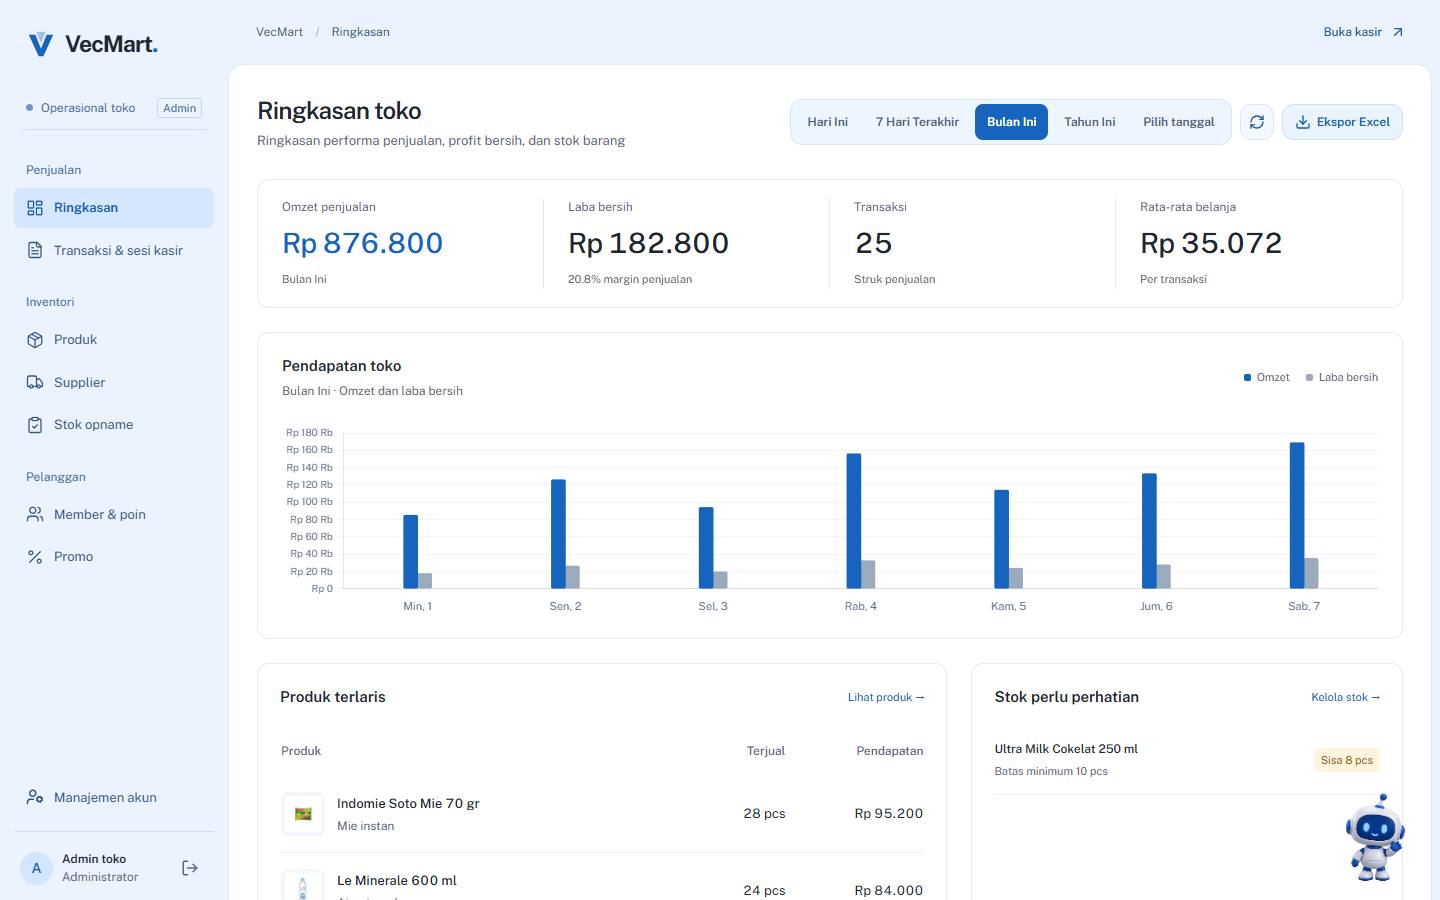 VecMart.
Operasional toko
Admin
Penjualan
Ringkasan
Transaksi & sesi kasir
Inventori
Produk
Supplier
Stok opname
Pelanggan
Member & poin
Promo
Manajemen akun
A
Admin toko
Administrator
VecMart / Ringkasan
Buka kasir
Ringkasan toko
Ringkasan performa penjualan, profit bersih, dan stok barang
Hari Ini
7 Hari Terakhir
Bulan Ini
Tahun Ini
Pilih tanggal
Ekspor Excel
Omzet penjualan
Rp 876.800
Bulan Ini
Laba bersih
Rp 182.800
20.8% margin penjualan
Transaksi
25
Struk penjualan
Rata-rata belanja
Rp 35.072
Per transaksi
Pendapatan toko
Bulan Ini · Omzet dan laba bersih
Omzet
Laba bersih
Rp 180 Rb
Rp 160 Rb
Rp 140 Rb
Rp 120 Rb
Rp 100 Rb
Rp 80 Rb
Rp 60 Rb
Rp 40 Rb
Rp 20 Rb
Rp 0
Min, 1
Sen, 2
Sel, 3
Rab, 4
Kam, 5
Jum, 6
Sab, 7
Produk terlaris
Lihat produk →
Produk Terjual Pendapatan
Indomie Soto Mie 70 gr
Mie instan
28 pcs
Rp 95.200
Le Minerale 600 ml
24 pcs
Rp 84.000
Stok perlu perhatian
Kelola stok →
Ultra Milk Cokelat 250 ml
Batas minimum 10 pcs
Sisa 8 pcs